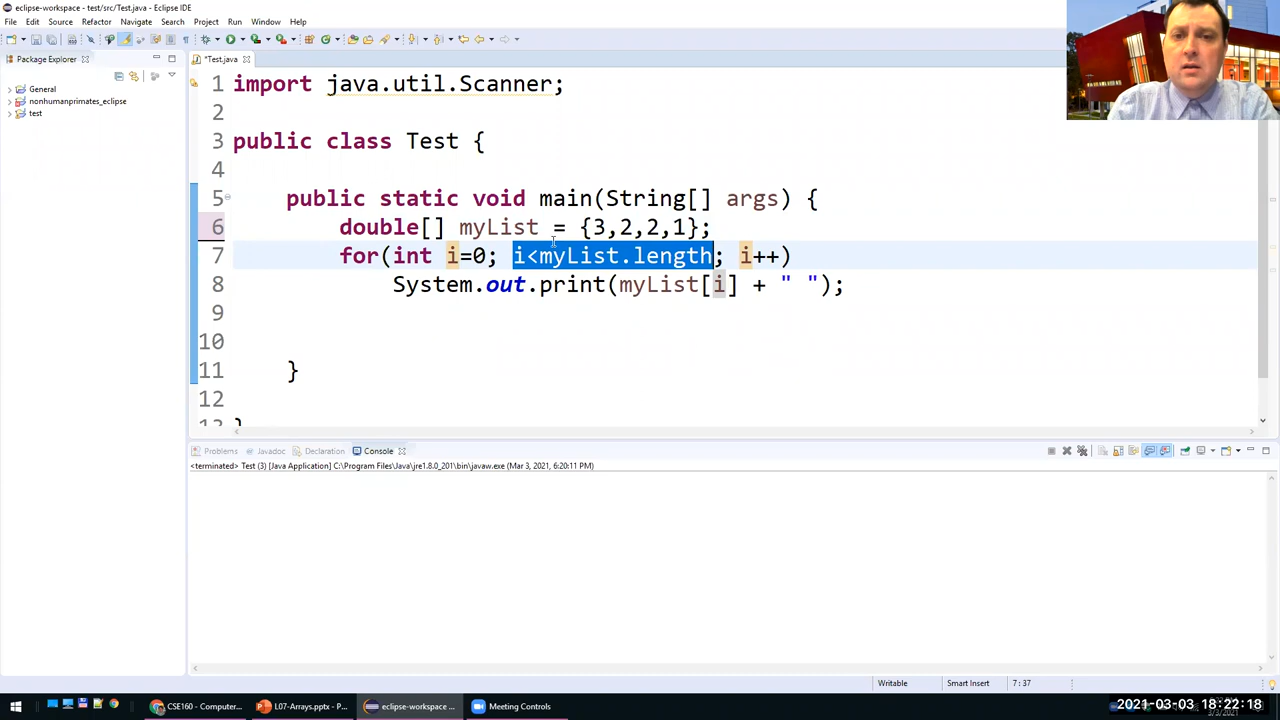 eclipse-workspace - test/src/Test.java - Eclipse IDE
File Edit Source Refactor Navigate Search Project Run Window Help
Package Explorer
*Test.java
General
nonhumanprimates_eclipse
test
1 import java.util.Scanner;
2
3 public class Test {
4
5 public static void main(String[] args) {
6 double[] myList = {3,2,2,1};
7 for(int i=0; i<myList.length; i++)
8 System.out.print(myList[i] + " ");
9
10
11 }
12
13 }
Problems Javadoc Declaration Console
<terminated> Test (3) [Java Application] C:\Program Files\Java\jre1.8.0_201\bin\javaw.exe (Mar 3, 2021, 6:20:11 PM)
Writable Smart Insert 7 : 37
CSE160 - Computer... L07-Arrays.pptx - P... eclipse-workspace ... Meeting Controls
2021-03-03 18:22:18